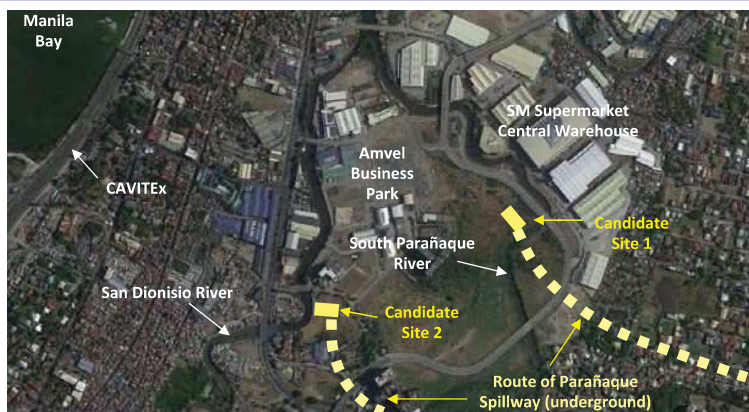 Manila
Bay
SM Supermarket
Central Warehouse
Amvel
Business
Park
CAVITEx
Candidate
Site 1
South Parañaque
River
San Dionisio River
Candidate
Site 2
Route of Parañaque
Spillway (underground)